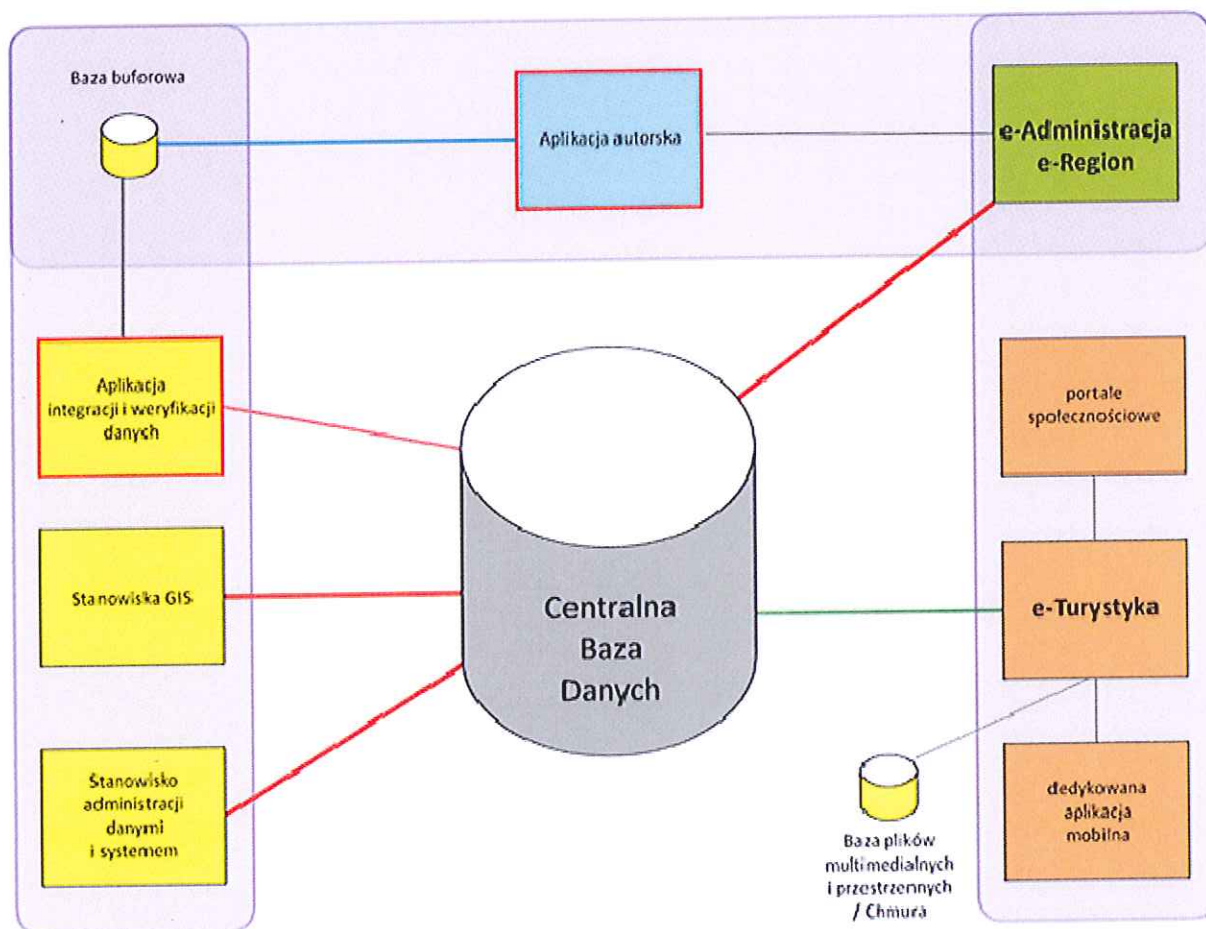 Baza buforowa
Aplikacja autorska
e-Administracja
e-Region
Aplikacja
integracji i weryfikacji
danych
portale
społecznościowe
Stanowiska GIS
Centralna
Baza
Danych
e-Turystyka
Stanowisko
administracji
danymi
i systemem
Baza plików
multimedialnych
i przestrzennych
/ Chmura
dedykowana
aplikacja
mobilna